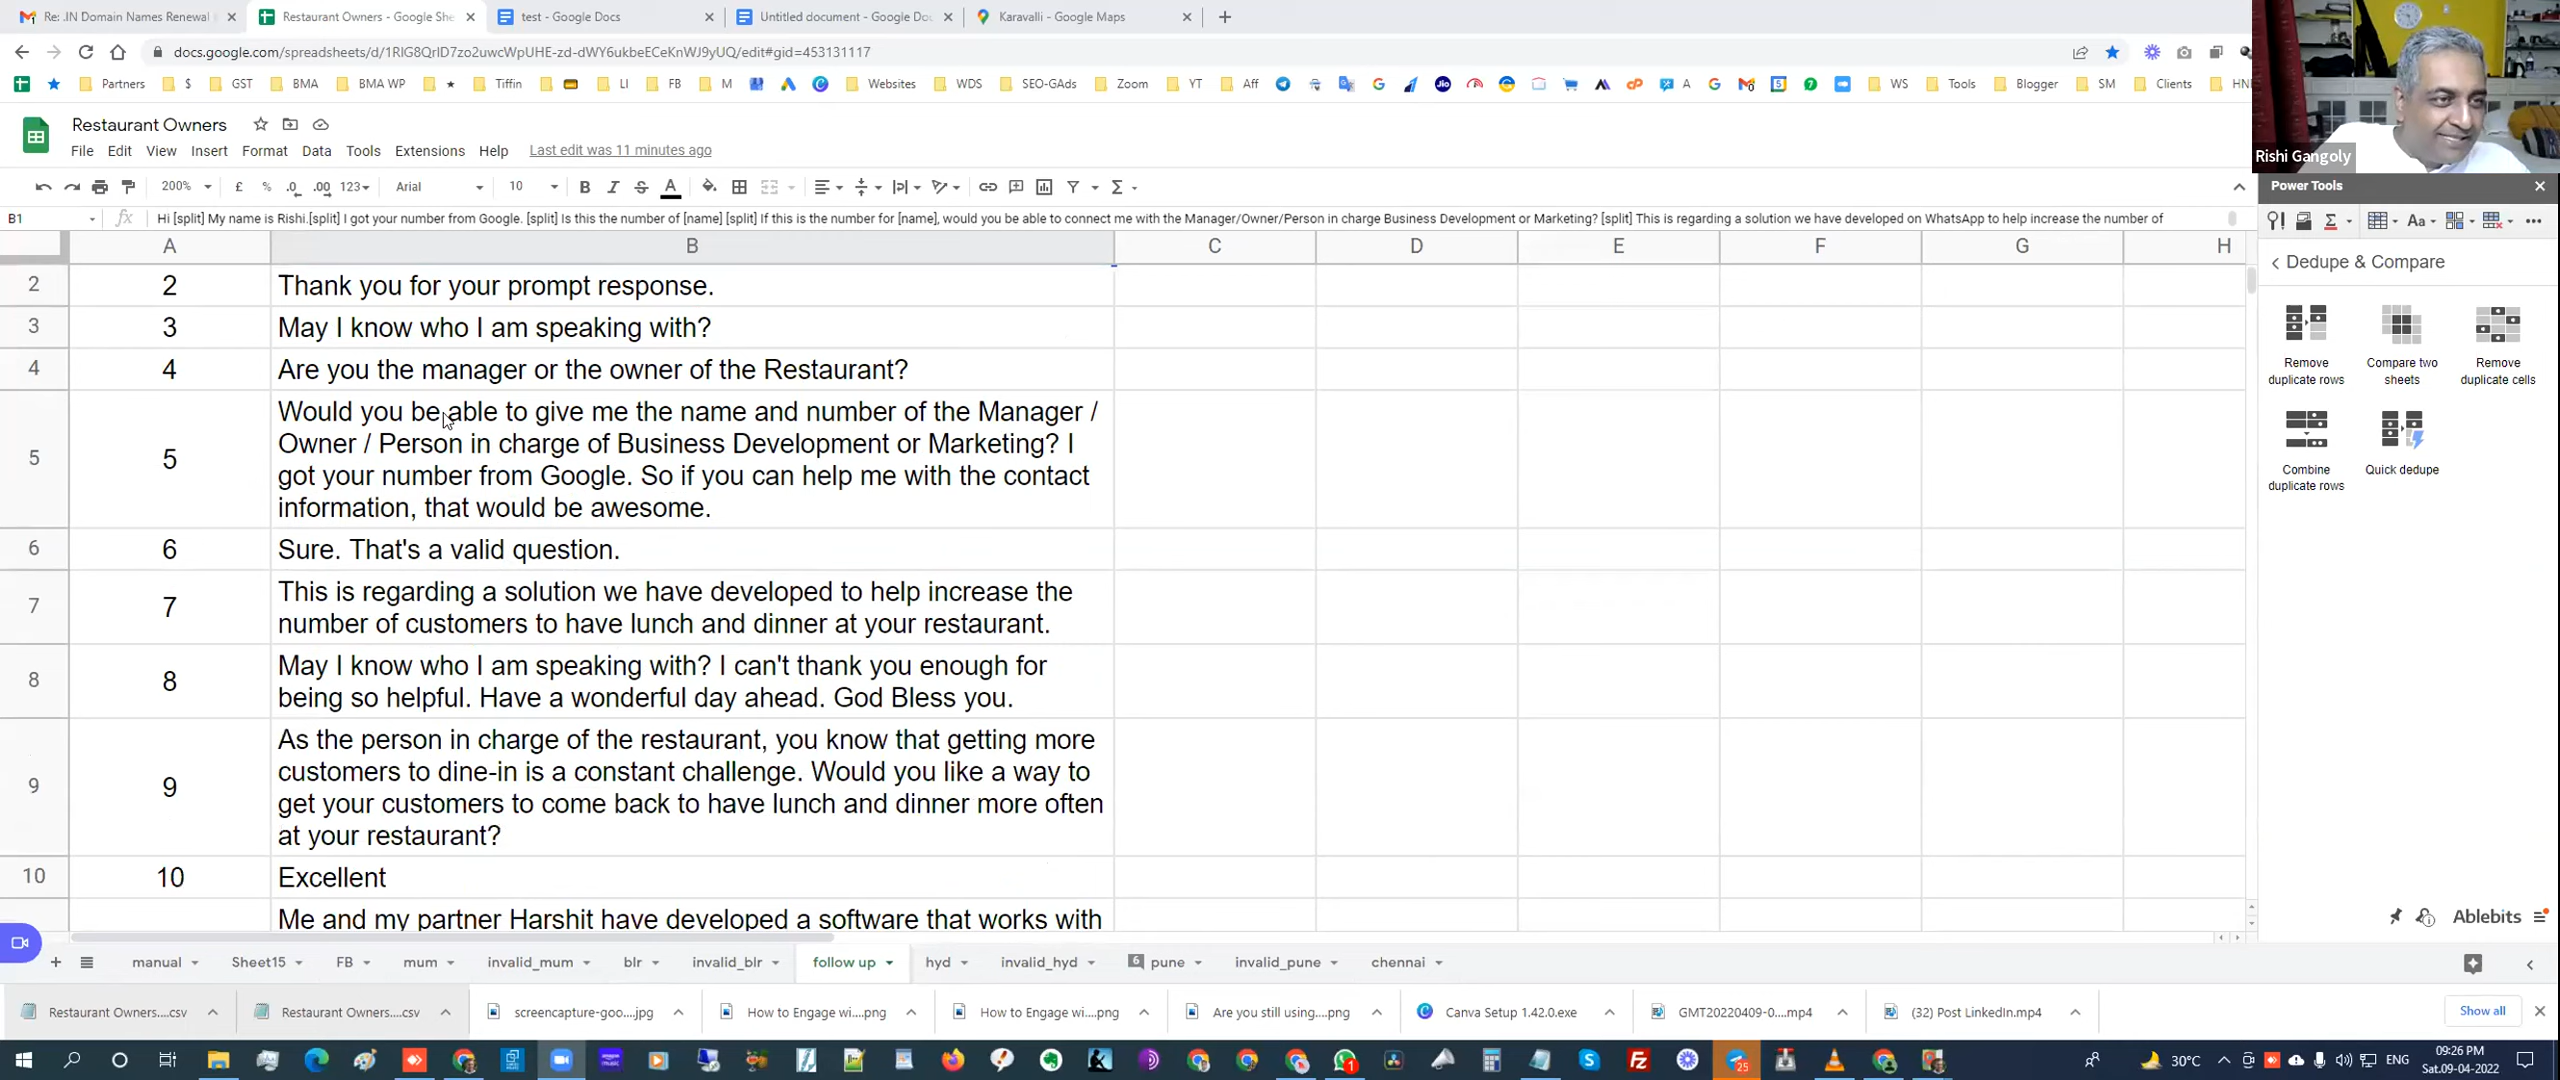 Re: .IN Domain Names Renewal
Restaurant Owners - Google She
test - Google Docs
Untitled document - Google Doc
Karavalli - Google Maps
docs.google.com/spreadsheets/d/1RIG8QrID7zo2uwcWpUHE-zd-dWY6ukbeECeKnWJ9yUQ/edit#gid=453131117
Partners $ GST BMA BMA WP ★ Tiffin LI FB M Websites WDS SEO-GAds Zoom YT Aff A WS Tools Blogger SM Clients HNI
Restaurant Owners
File Edit View Insert Format Data Tools Extensions Help Last edit was 11 minutes ago
Rishi Gangoly
200% £ % .0 .00 123 Arial 10 B I S A
Power Tools
B1 fx Hi [split] My name is Rishi.[split] I got your number from Google. [split] Is this the number of [name] [split] If this is the number for [name], would you be able to connect me with the Manager/Owner/Person in charge Business Development or Marketing? [split] This is regarding a solution we have developed on WhatsApp to help increase the number of
A B C D E F G H
2 2 Thank you for your prompt response.
3 3 May I know who I am speaking with?
4 4 Are you the manager or the owner of the Restaurant?
5 5 Would you be able to give me the name and number of the Manager /
Owner / Person in charge of Business Development or Marketing? I
got your number from Google. So if you can help me with the contact
information, that would be awesome.
6 6 Sure. That's a valid question.
7 7 This is regarding a solution we have developed to help increase the
number of customers to have lunch and dinner at your restaurant.
8 8 May I know who I am speaking with? I can't thank you enough for
being so helpful. Have a wonderful day ahead. God Bless you.
9 9 As the person in charge of the restaurant, you know that getting more
customers to dine-in is a constant challenge. Would you like a way to
get your customers to come back to have lunch and dinner more often
at your restaurant?
10 10 Excellent
Me and my partner Harshit have developed a software that works with
Dedupe & Compare
Remove
duplicate rows
Compare two
sheets
Remove
duplicate cells
Combine
duplicate rows
Quick dedupe
Ablebits
manual Sheet15 FB mum invalid_mum blr invalid_blr follow up hyd invalid_hyd 6 pune invalid_pune chennai
Restaurant Owners....csv
Restaurant Owners....csv
screencapture-goo....jpg
How to Engage wi....png
How to Engage wi....png
Are you still using....png
Canva Setup 1.42.0.exe
GMT20220409-0....mp4
(32) Post LinkedIn.mp4
Show all
1 25 30°C ENG
09:26 PM
Sat.09-04-2022